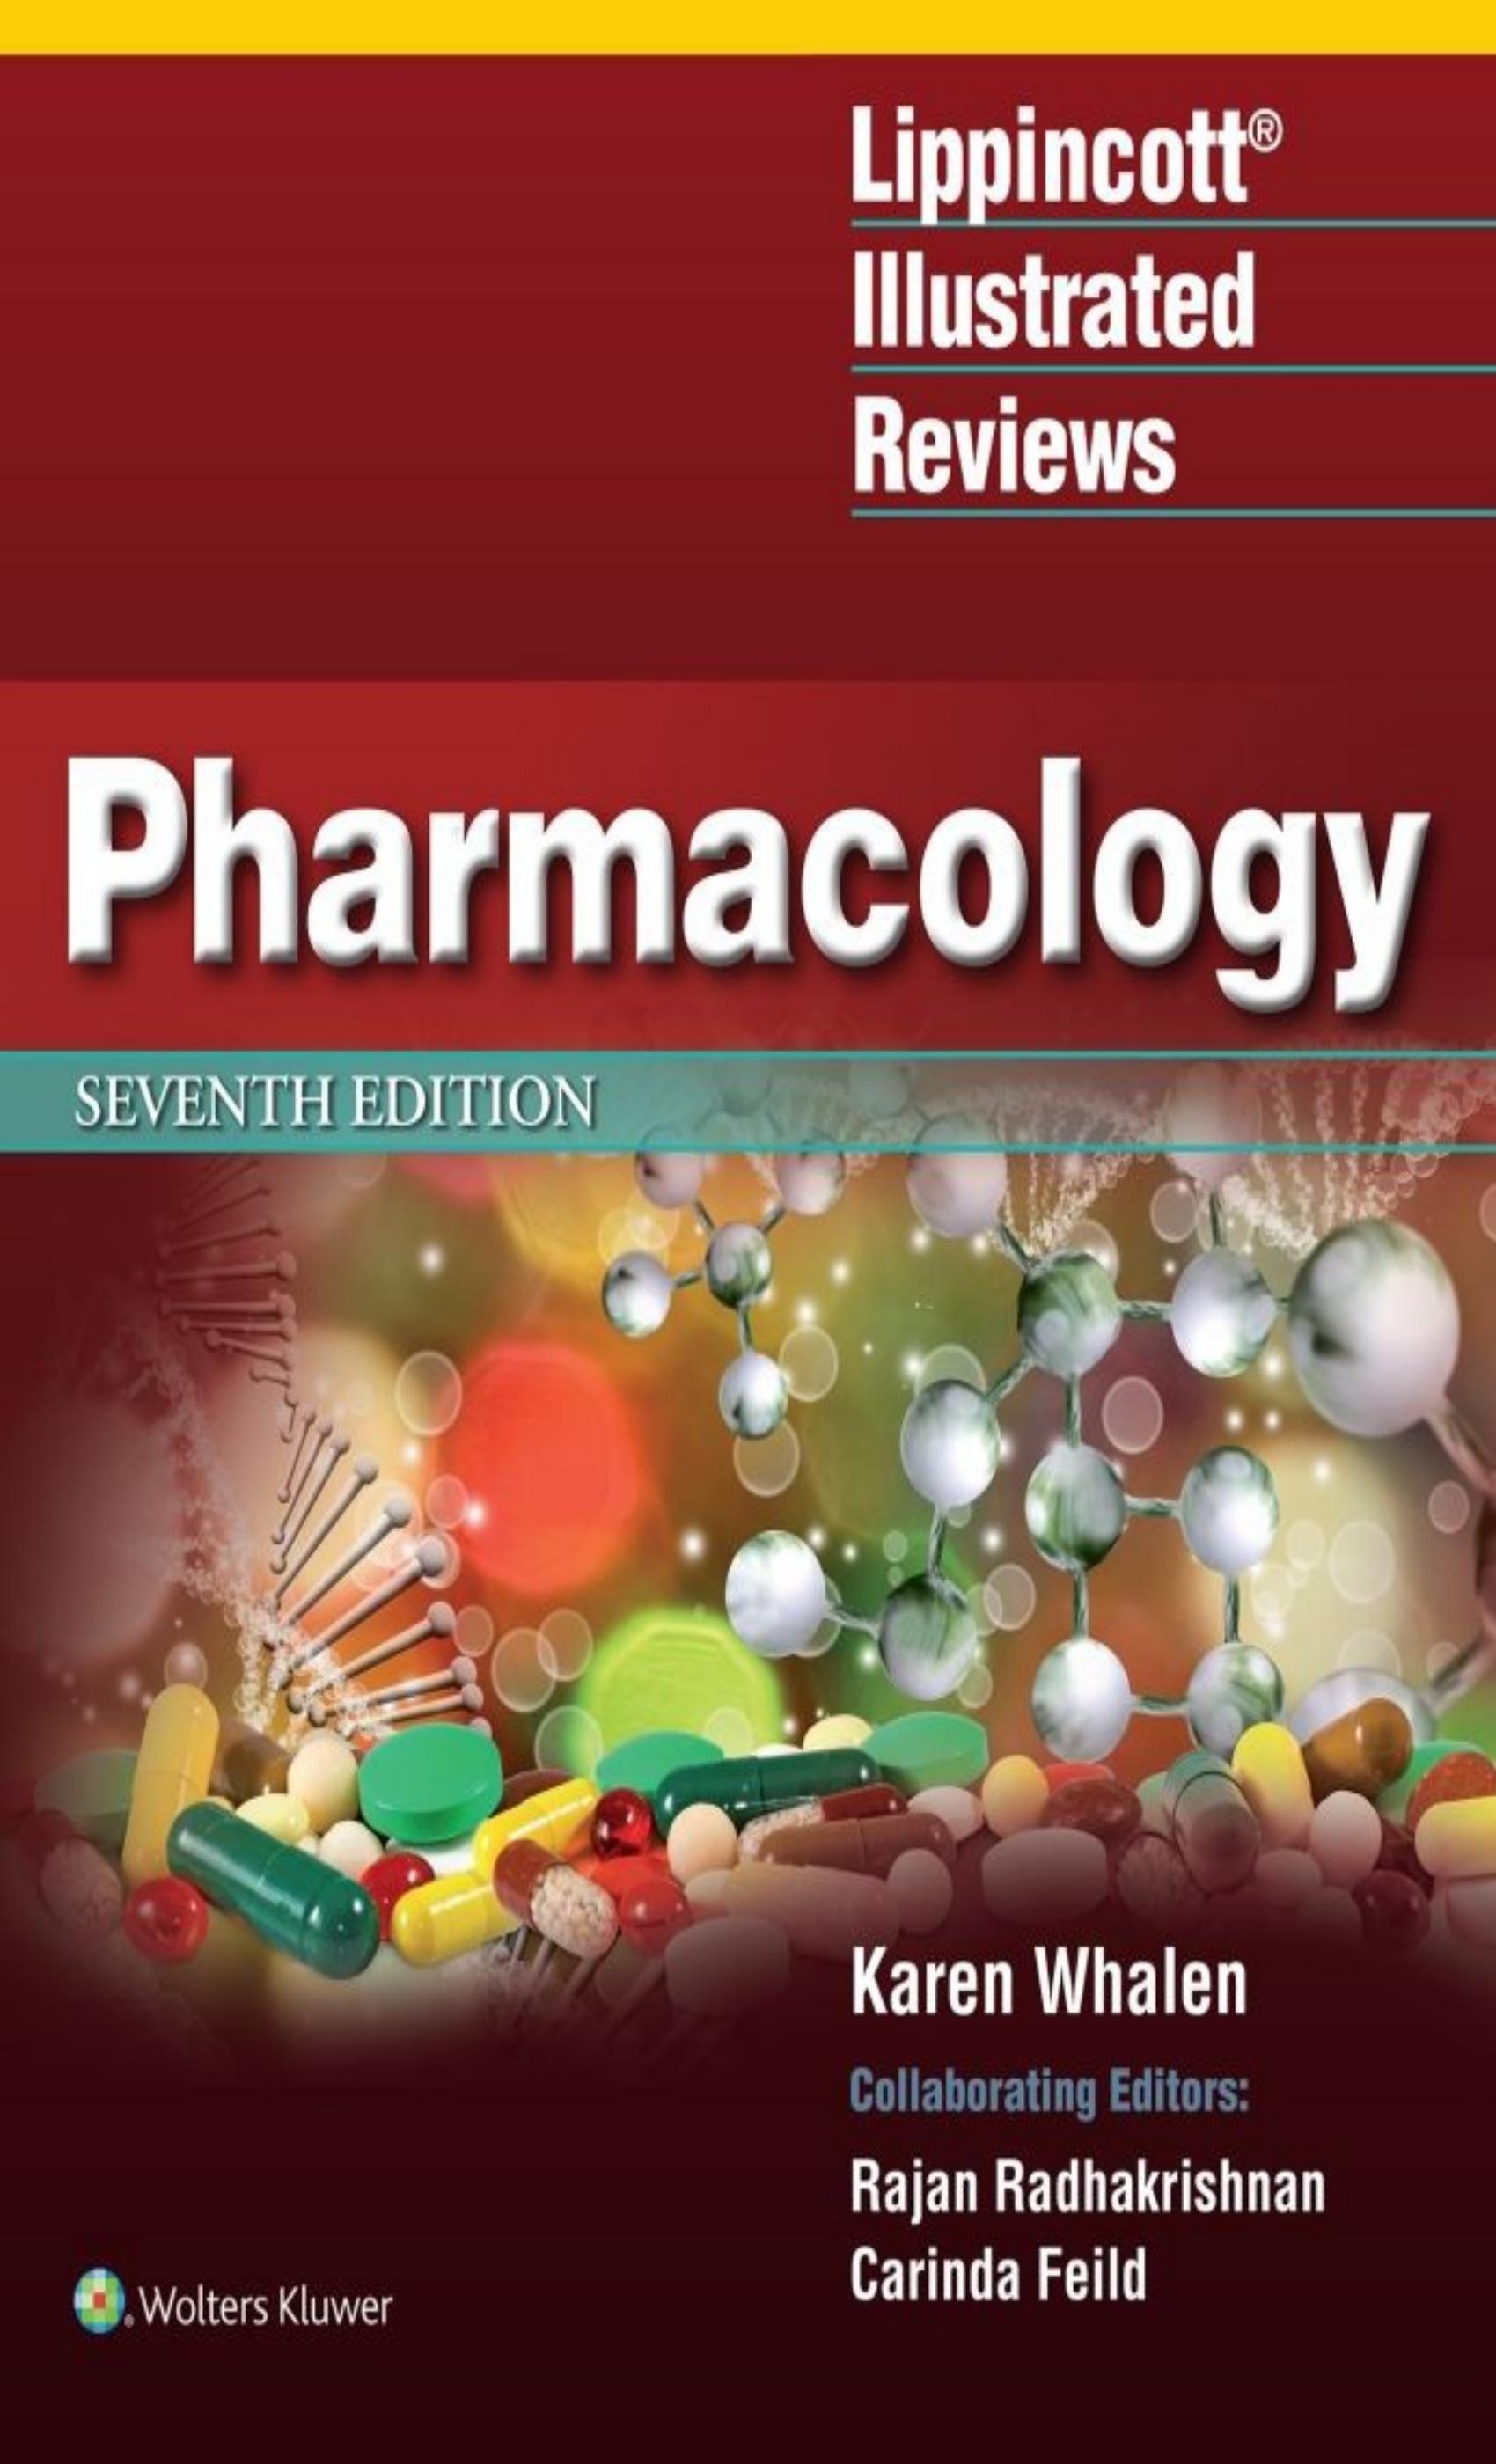 Lippincott®
Illustrated
Reviews
Pharmacology
SEVENTH EDITION
Karen Whalen
Collaborating Editors:
Rajan Radhakrishnan
Carinda Feild
Wolters Kluwer